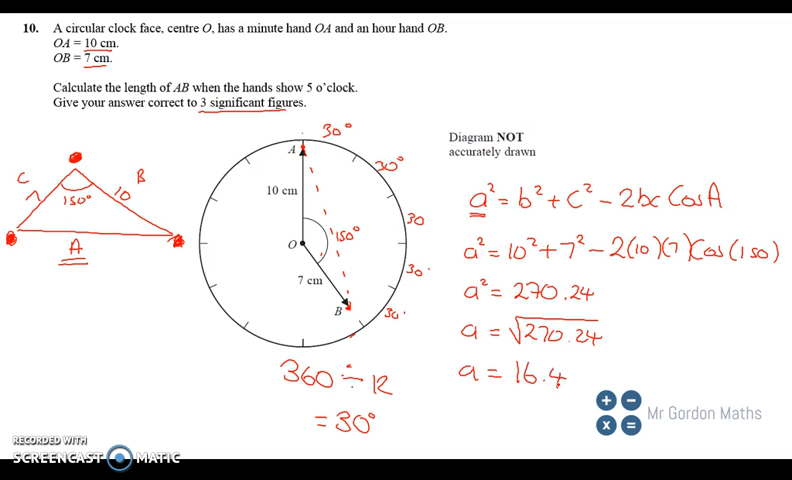 10. A circular clock face, centre O, has a minute hand OA and an hour hand OB.
OA = 10 cm.
OB = 7 cm.
Calculate the length of AB when the hands show 5 o'clock.
Give your answer correct to 3 significant figures.
Diagram NOT
accurately drawn
C
7
150°
10
B
A
30°
30°
30
30.
30.
A
10 cm
O
150°
7 cm
B
360 ÷ 12
= 30°
a² = b² + c² - 2bc CosA
a² = 10² + 7² - 2(10)(7)Cos(150)
a² = 270.24
a = √270.24
a = 16.4
+ −
x =
Mr Gordon Maths
RECORDED WITH
SCREENCAST MATIC